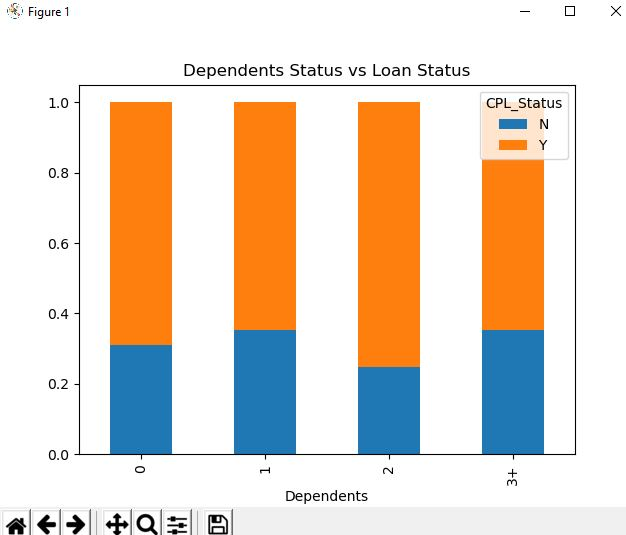 Figure 1
Dependents Status vs Loan Status
CPL_Status
N
Y
1.0
0.8
0.6
0.4
0.2
0.0
0
1
2
3+
Dependents